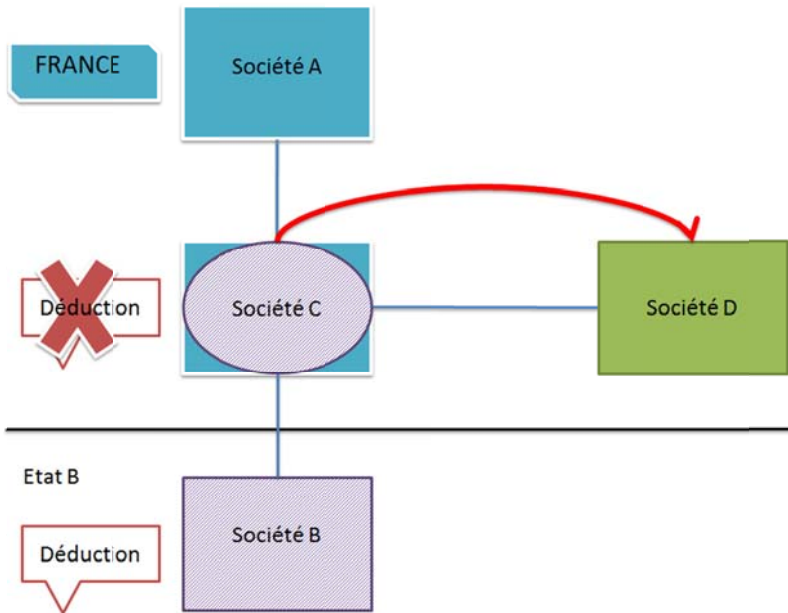 FRANCE
Société A
Déduction
Société C
Société D
Etat B
Société B
Déduction